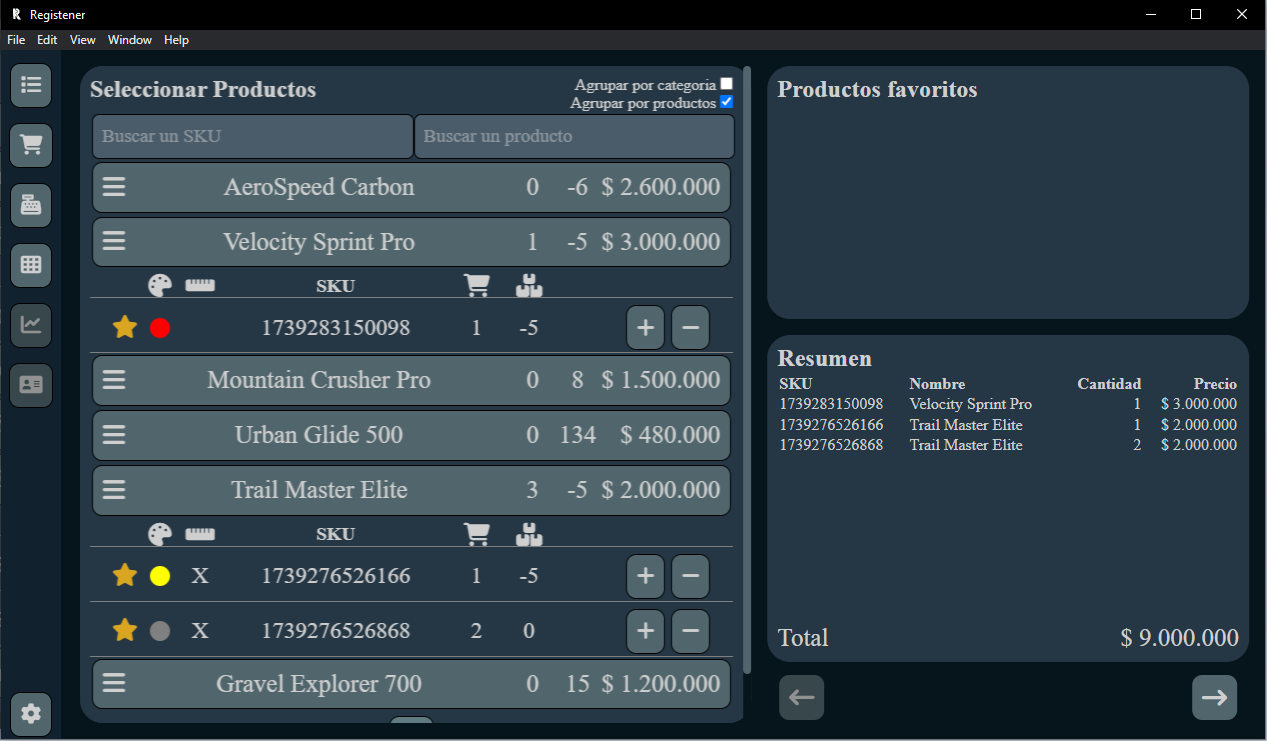 Registener
File Edit View Window Help
Seleccionar Productos
Agrupar por categoria
Agrupar por productos
Buscar un SKU
Buscar un producto
AeroSpeed Carbon 0 -6 $ 2.600.000
Velocity Sprint Pro 1 -5 $ 3.000.000
SKU
1739283150098 1 -5 + −
Mountain Crusher Pro 0 8 $ 1.500.000
Urban Glide 500 0 134 $ 480.000
Trail Master Elite 3 -5 $ 2.000.000
SKU
X 1739276526166 1 -5 + −
X 1739276526868 2 0 + −
Gravel Explorer 700 0 15 $ 1.200.000
Productos favoritos
Resumen
SKU Nombre Cantidad Precio
1739283150098 Velocity Sprint Pro 1 $ 3.000.000
1739276526166 Trail Master Elite 1 $ 2.000.000
1739276526868 Trail Master Elite 2 $ 2.000.000
Total $ 9.000.000